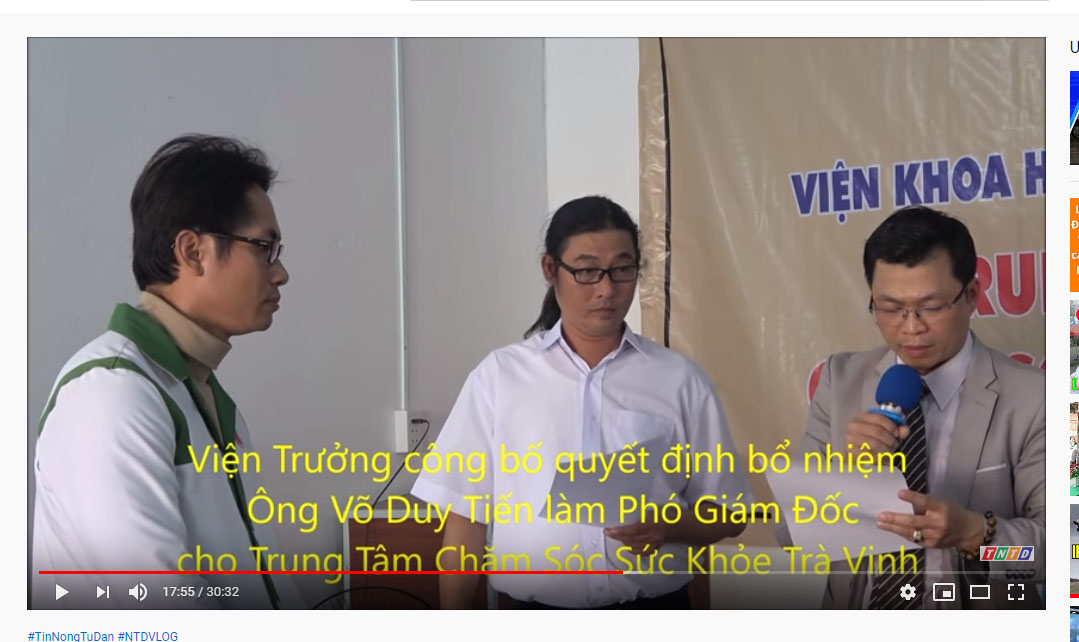 VIỆN KHOA H
RU
Viện Trưởng công bố quyết định bổ nhiệm
Ông Võ Duy Tiến làm Phó Giám Đốc
cho Trung Tâm Chăm Sóc Sức Khỏe Trà Vinh
TNTD
17:55 / 30:32
#TinNongTuDan #NTDVLOG